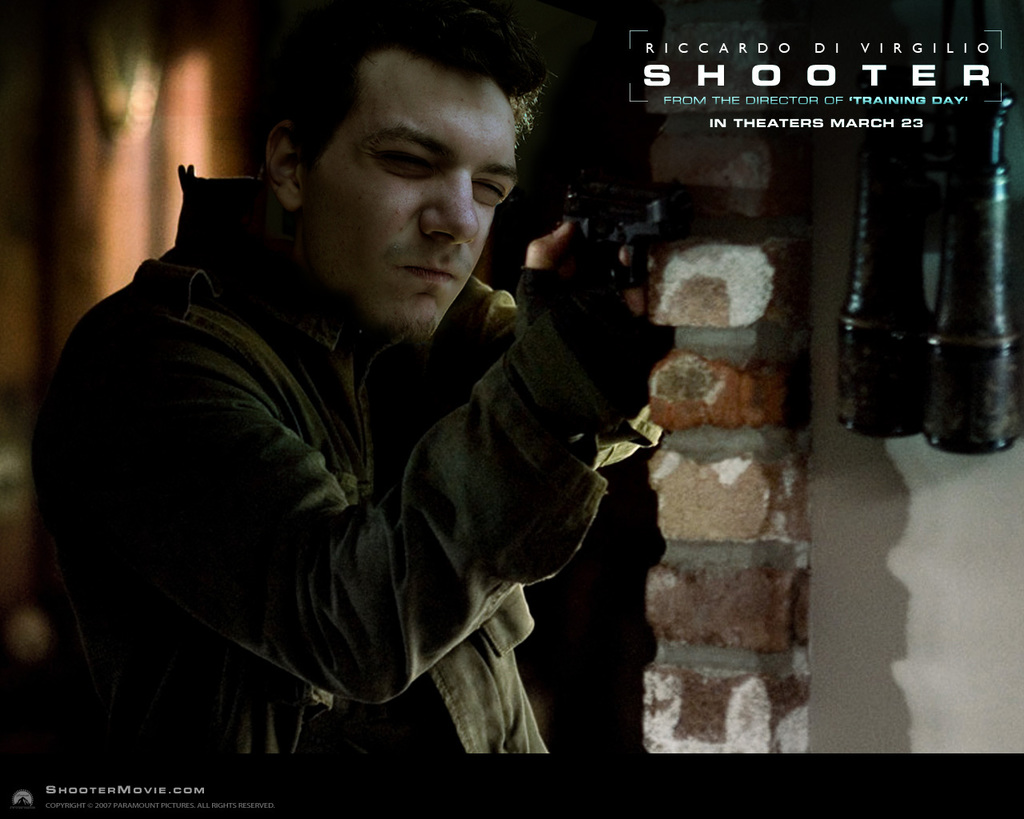 RICCARDO DI VIRGILIO
SHOOTER
FROM THE DIRECTOR OF 'TRAINING DAY'
IN THEATERS MARCH 23
SHOOTERMOVIE.COM
COPYRIGHT © 2007 PARAMOUNT PICTURES. ALL RIGHTS RESERVED.